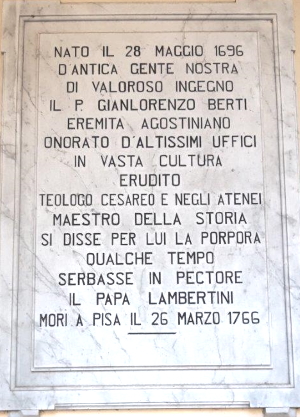 NATO IL 28 MAGGIO 1696
D'ANTICA GENTE NOSTRA
DI VALOROSO INGEGNO
IL P. GIANLORENZO BERTI
EREMITA AGOSTINIANO
ONORATO D'ALTISSIMI UFFICI
IN VASTA CULTURA
ERUDITO
TEOLOGO CESAREO E NEGLI ATENEI
MAESTRO DELLA STORIA
SI DISSE PER LUI LA PORPORA
QUALCHE TEMPO
SERBASSE IN PECTORE
IL PAPA LAMBERTINI
MORI A PISA IL 26 MARZO 1766